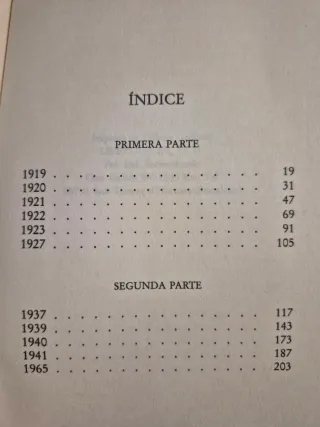 ÍNDICE
PRIMERA PARTE
1919 . . . . . . . . . . . . . . . 19
1920 . . . . . . . . . . . . . . . 31
1921 . . . . . . . . . . . . . . . 47
1922 . . . . . . . . . . . . . . . 69
1923 . . . . . . . . . . . . . . . 91
1927 . . . . . . . . . . . . . . . 105
SEGUNDA PARTE
1937 . . . . . . . . . . . . . . . 117
1939 . . . . . . . . . . . . . . . 143
1940 . . . . . . . . . . . . . . . 173
1941 . . . . . . . . . . . . . . . 187
1965 . . . . . . . . . . . . . . . 203